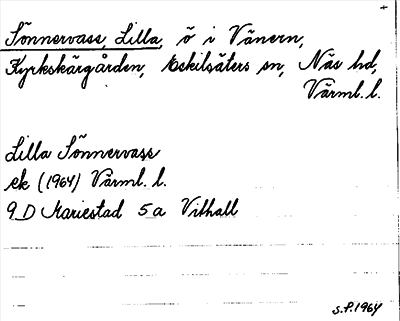 Sönnervass, Lilla, ö i Vänern,
Kyrkskärgården, Eskilsäters sn, Näs hd,
Värml. l.
Lilla Sönnervass
ek (1964) Värml. l.
9 D Mariestad 5 a Vithall
S.P. 1964